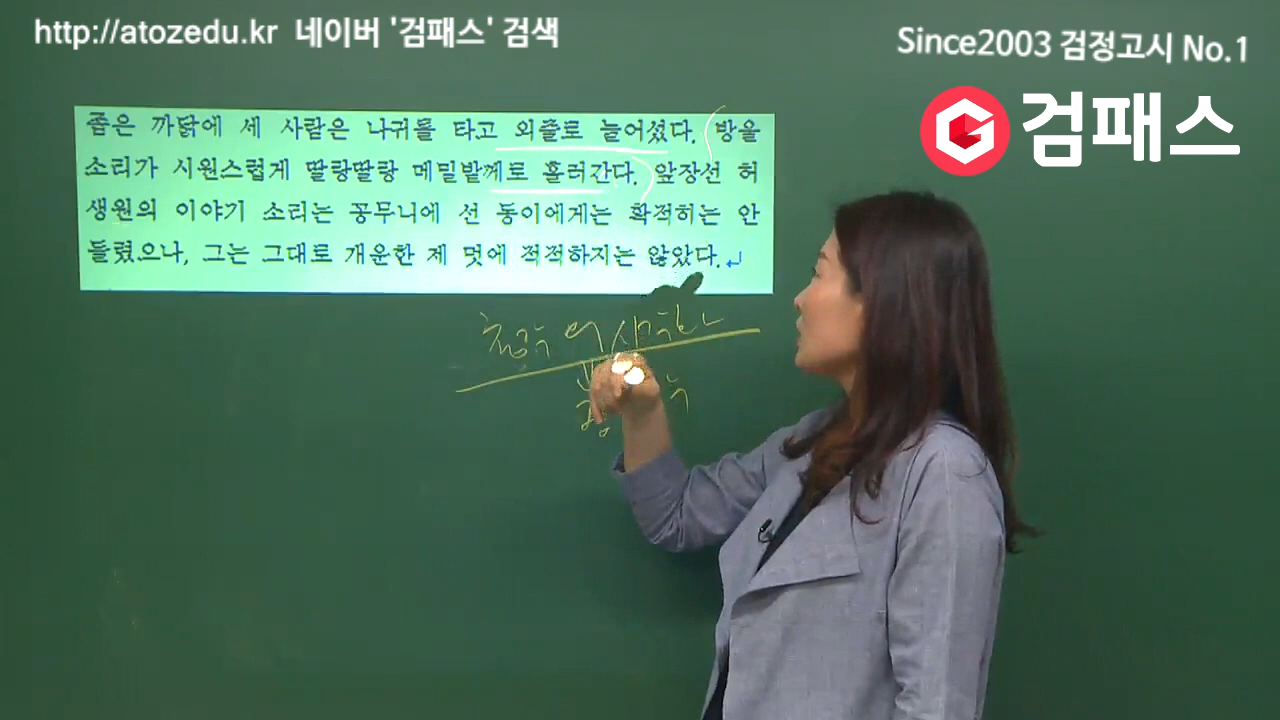 http://atozedu.kr 네이버 '검패스' 검색
Since2003 검정고시 No.1
검패스
좁은 까닭에 세 사람은 나귀를 타고 외줄로 늘어섰다. 방울
소리가 시원스럽게 딸랑딸랑 메밀밭께로 흘러간다. 앞장선 허
생원의 이야기 소리는 꽁무니에 선 동이에게는 확적히는 안
들렸으나, 그는 그대로 개운한 제 멋에 적적하지는 않았다.↵